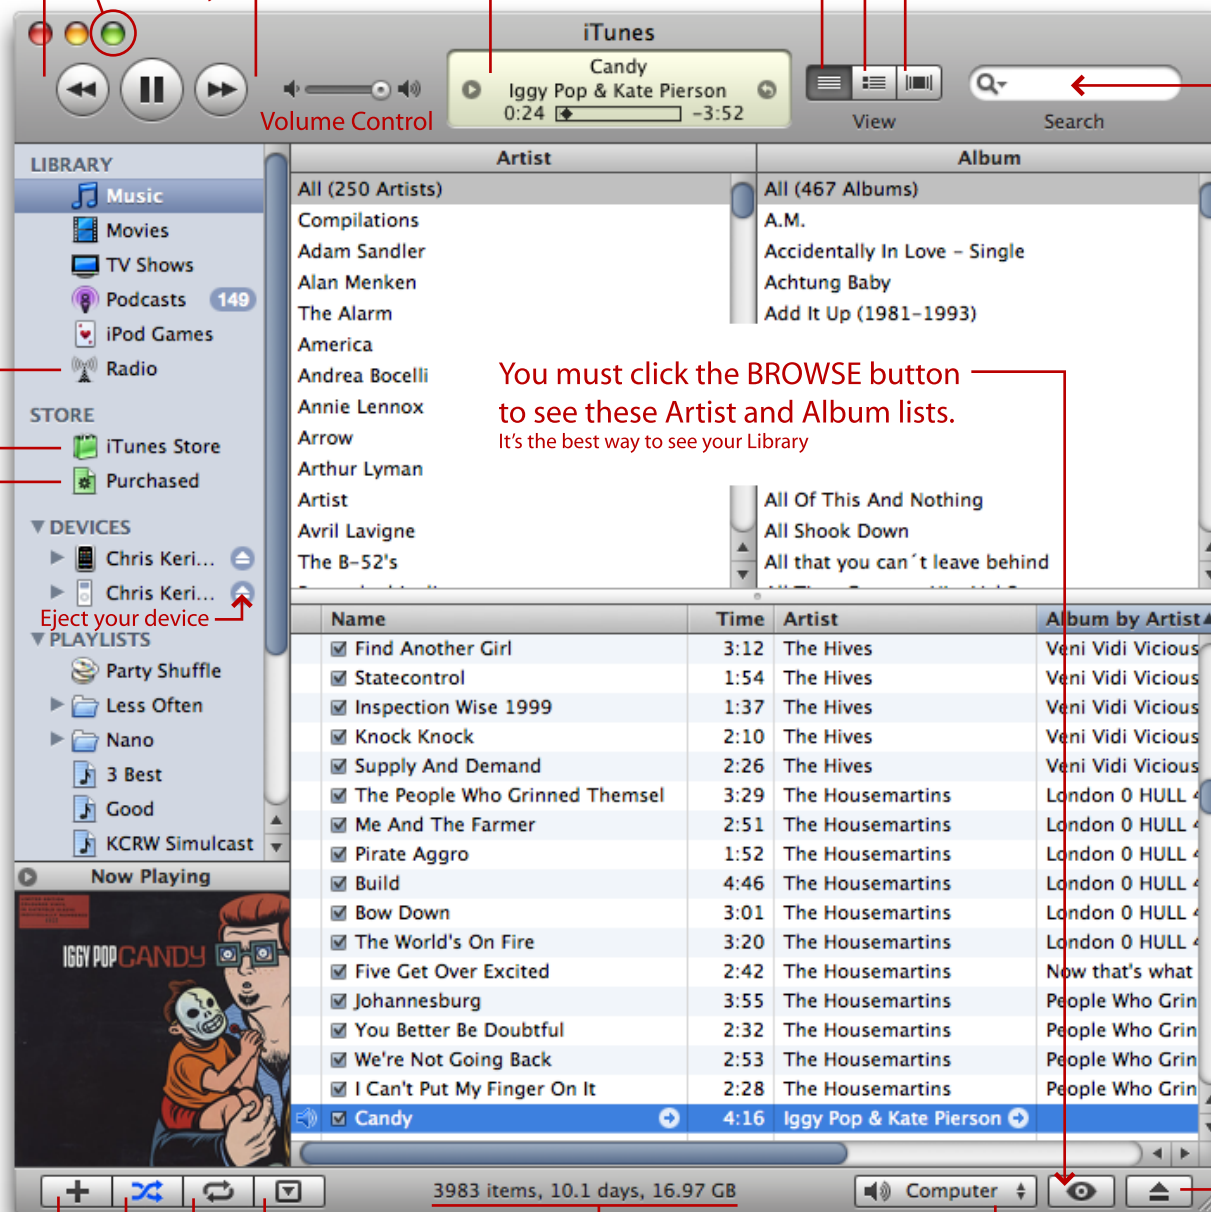 iTunes
Candy
Iggy Pop & Kate Pierson
0:24 -3:52
Volume Control
View
Search
LIBRARY
Music
Movies
TV Shows
Podcasts 149
iPod Games
Radio
STORE
iTunes Store
Purchased
DEVICES
Chris Keri...
Chris Keri...
Eject your device
PLAYLISTS
Party Shuffle
Less Often
Nano
3 Best
Good
KCRW Simulcast
Now Playing
IGGY POP CANDY
Artist
All (250 Artists)
Compilations
Adam Sandler
Alan Menken
The Alarm
America
Andrea Bocelli
Annie Lennox
Arrow
Arthur Lyman
Artist
Avril Lavigne
The B-52's
Album
All (467 Albums)
A.M.
Accidentally In Love - Single
Achtung Baby
Add It Up (1981-1993)
You must click the BROWSE button
to see these Artist and Album lists.
It's the best way to see your Library
All Of This And Nothing
All Shook Down
All that you can´t leave behind
Name Time Artist Album by Artist
Find Another Girl 3:12 The Hives Veni Vidi Vicious
Statecontrol 1:54 The Hives Veni Vidi Vicious
Inspection Wise 1999 1:37 The Hives Veni Vidi Vicious
Knock Knock 2:10 The Hives Veni Vidi Vicious
Supply And Demand 2:26 The Hives Veni Vidi Vicious
The People Who Grinned Themsel 3:29 The Housemartins London 0 HULL 4
Me And The Farmer 2:51 The Housemartins London 0 HULL 4
Pirate Aggro 1:52 The Housemartins London 0 HULL 4
Build 4:46 The Housemartins London 0 HULL 4
Bow Down 3:01 The Housemartins London 0 HULL 4
The World's On Fire 3:20 The Housemartins London 0 HULL 4
Five Get Over Excited 2:42 The Housemartins Now that's what
Johannesburg 3:55 The Housemartins People Who Grin
You Better Be Doubtful 2:32 The Housemartins People Who Grin
We're Not Going Back 2:53 The Housemartins People Who Grin
I Can't Put My Finger On It 2:28 The Housemartins People Who Grin
Candy 4:16 Iggy Pop & Kate Pierson
3983 items, 10.1 days, 16.97 GB
Computer